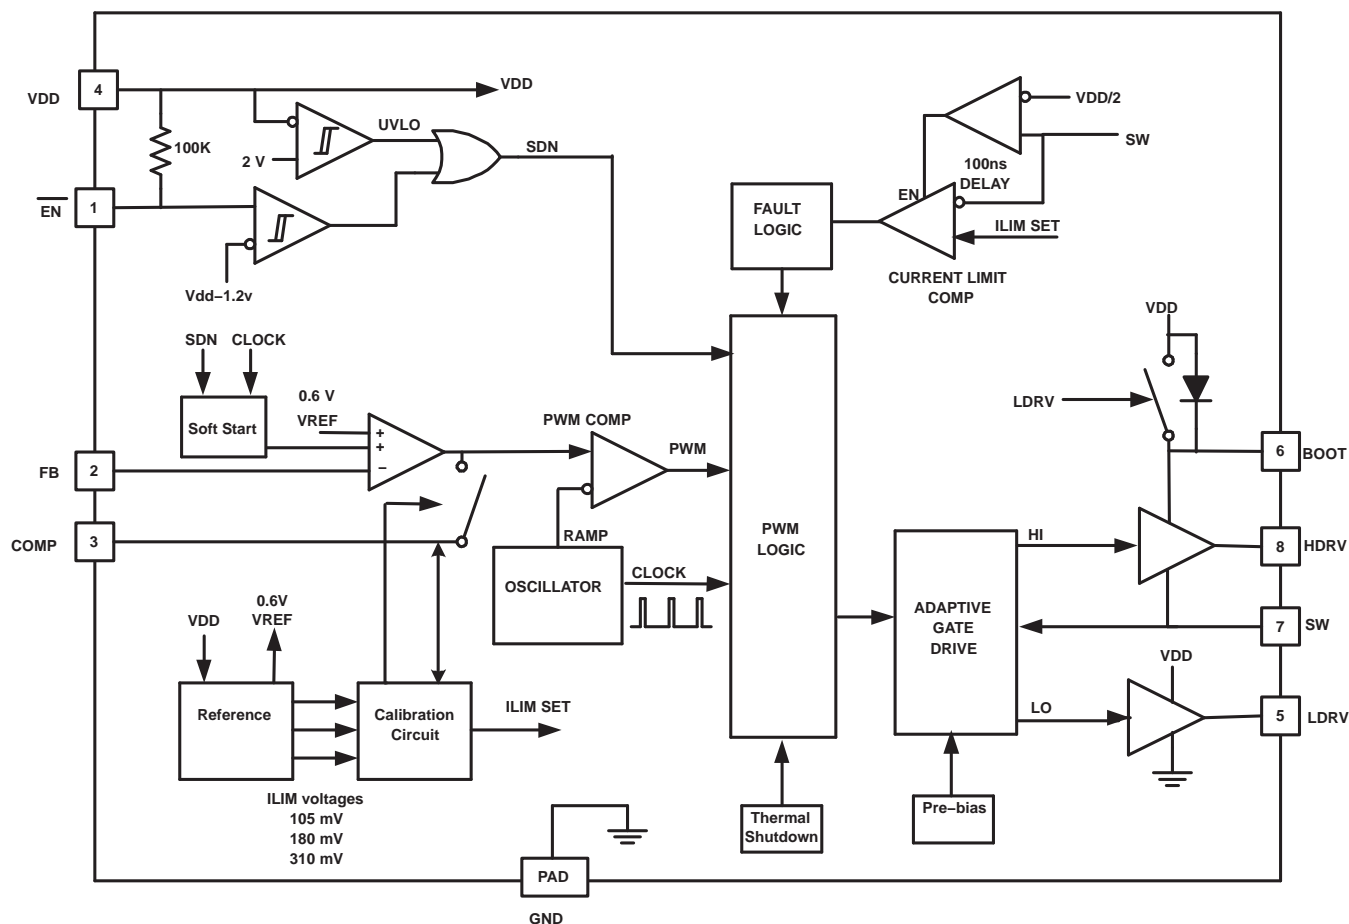 4
VDD
VDD
UVLO
100K
2 V
SDN
EN
1
Vdd–1.2v
VDD/2
SW
100ns
DELAY
EN
FAULT
LOGIC
ILIM SET
CURRENT LIMIT
COMP
SDN
CLOCK
Soft Start
0.6 V
VREF
+
+
–
FB
2
COMP
3
PWM COMP
PWM
RAMP
OSCILLATOR
CLOCK
PWM
LOGIC
VDD
LDRV
6
BOOT
HI
8
HDRV
ADAPTIVE
GATE
DRIVE
7
SW
VDD
LO
5
LDRV
VDD
0.6V
VREF
Reference
Calibration
Circuit
ILIM SET
ILIM voltages
105 mV
180 mV
310 mV
Thermal
Shutdown
Pre–bias
PAD
GND